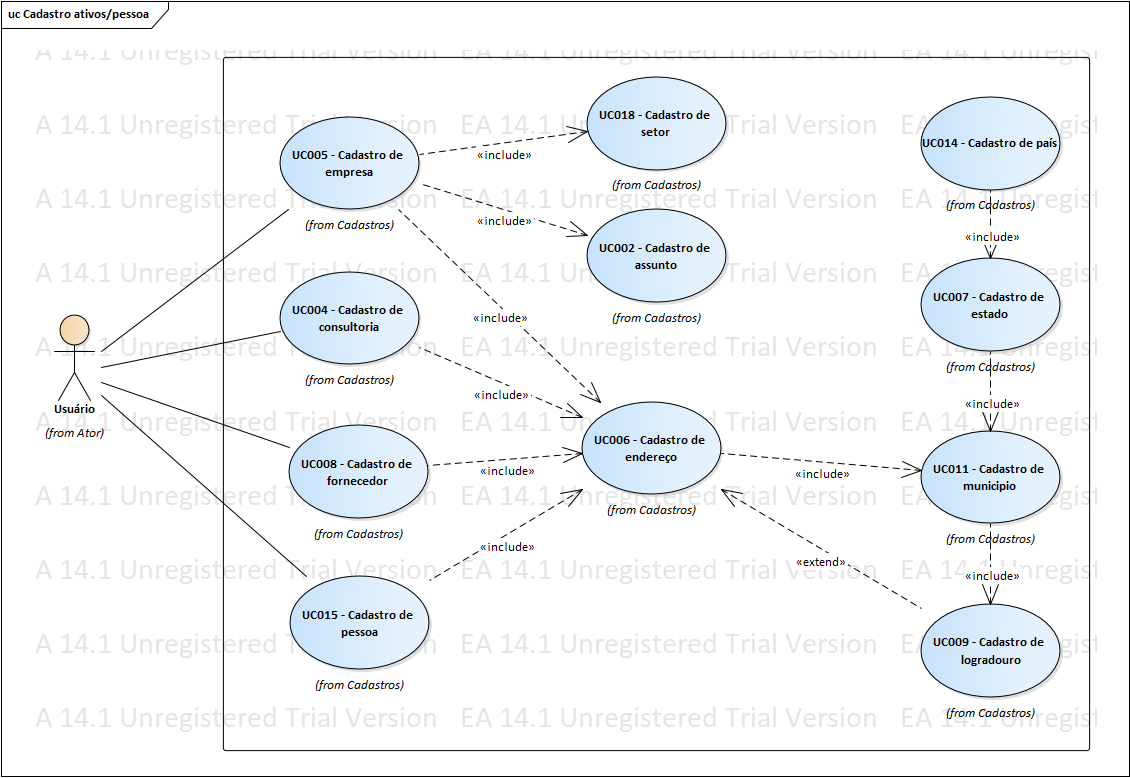 uc Cadastro ativos/pessoa
EA 14.1 Unregistered Trial Version
UC018 - Cadastro de
setor
(from Cadastros)
UC014 - Cadastro de país
(from Cadastros)
UC005 - Cadastro de
empresa
(from Cadastros)
«include»
«include»
«include»
UC002 - Cadastro de
assunto
(from Cadastros)
«include»
UC007 - Cadastro de
estado
(from Cadastros)
UC004 - Cadastro de
consultoria
(from Cadastros)
«include»
«include»
Usuário
(from Ator)
UC006 - Cadastro de
endereço
(from Cadastros)
UC008 - Cadastro de
fornecedor
(from Cadastros)
«include»
«include»
UC011 - Cadastro de
municipio
(from Cadastros)
«include»
«extend»
«include»
UC015 - Cadastro de
pessoa
(from Cadastros)
UC009 - Cadastro de
logradouro
(from Cadastros)